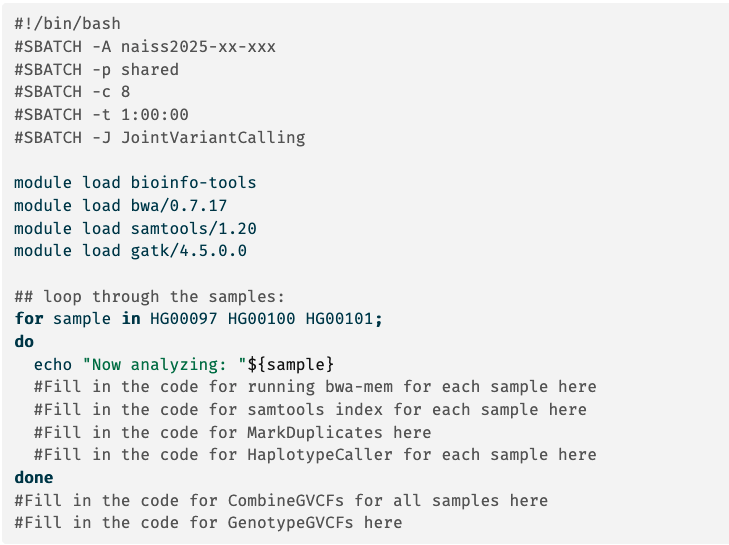 #!/bin/bash
#SBATCH -A naiss2025-xx-xxx
#SBATCH -p shared
#SBATCH -c 8
#SBATCH -t 1:00:00
#SBATCH -J JointVariantCalling

module load bioinfo-tools
module load bwa/0.7.17
module load samtools/1.20
module load gatk/4.5.0.0

## loop through the samples:
for sample in HG00097 HG00100 HG00101;
do
  echo "Now analyzing: "${sample}
  #Fill in the code for running bwa-mem for each sample here
  #Fill in the code for samtools index for each sample here
  #Fill in the code for MarkDuplicates here
  #Fill in the code for HaplotypeCaller for each sample here
done
#Fill in the code for CombineGVCFs for all samples here
#Fill in the code for GenotypeGVCFs here